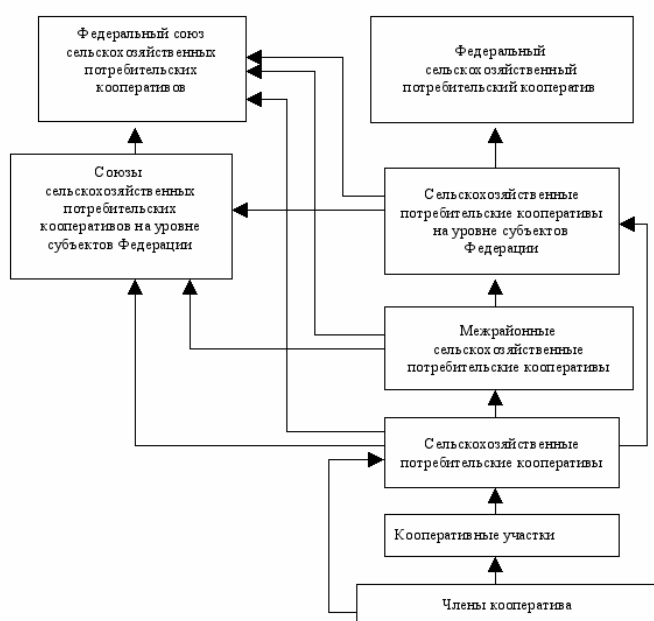 Федеральный союз
сельскохозяйственных
потребительских
кооперативов
Федеральный
сельскохозяйственный
потребительский кооператив
Союзы
сельскохозяйственных
потребительских
кооперативов на уровне
субъектов Федерации
Сельскохозяйственные
потребительские кооперативы
на уровне субъектов
Федерации
Межрайонные
сельскохозяйственные
потребительские кооперативы
Сельскохозяйственные
потребительские кооперативы
Кооперативные участки
Члены кооператива